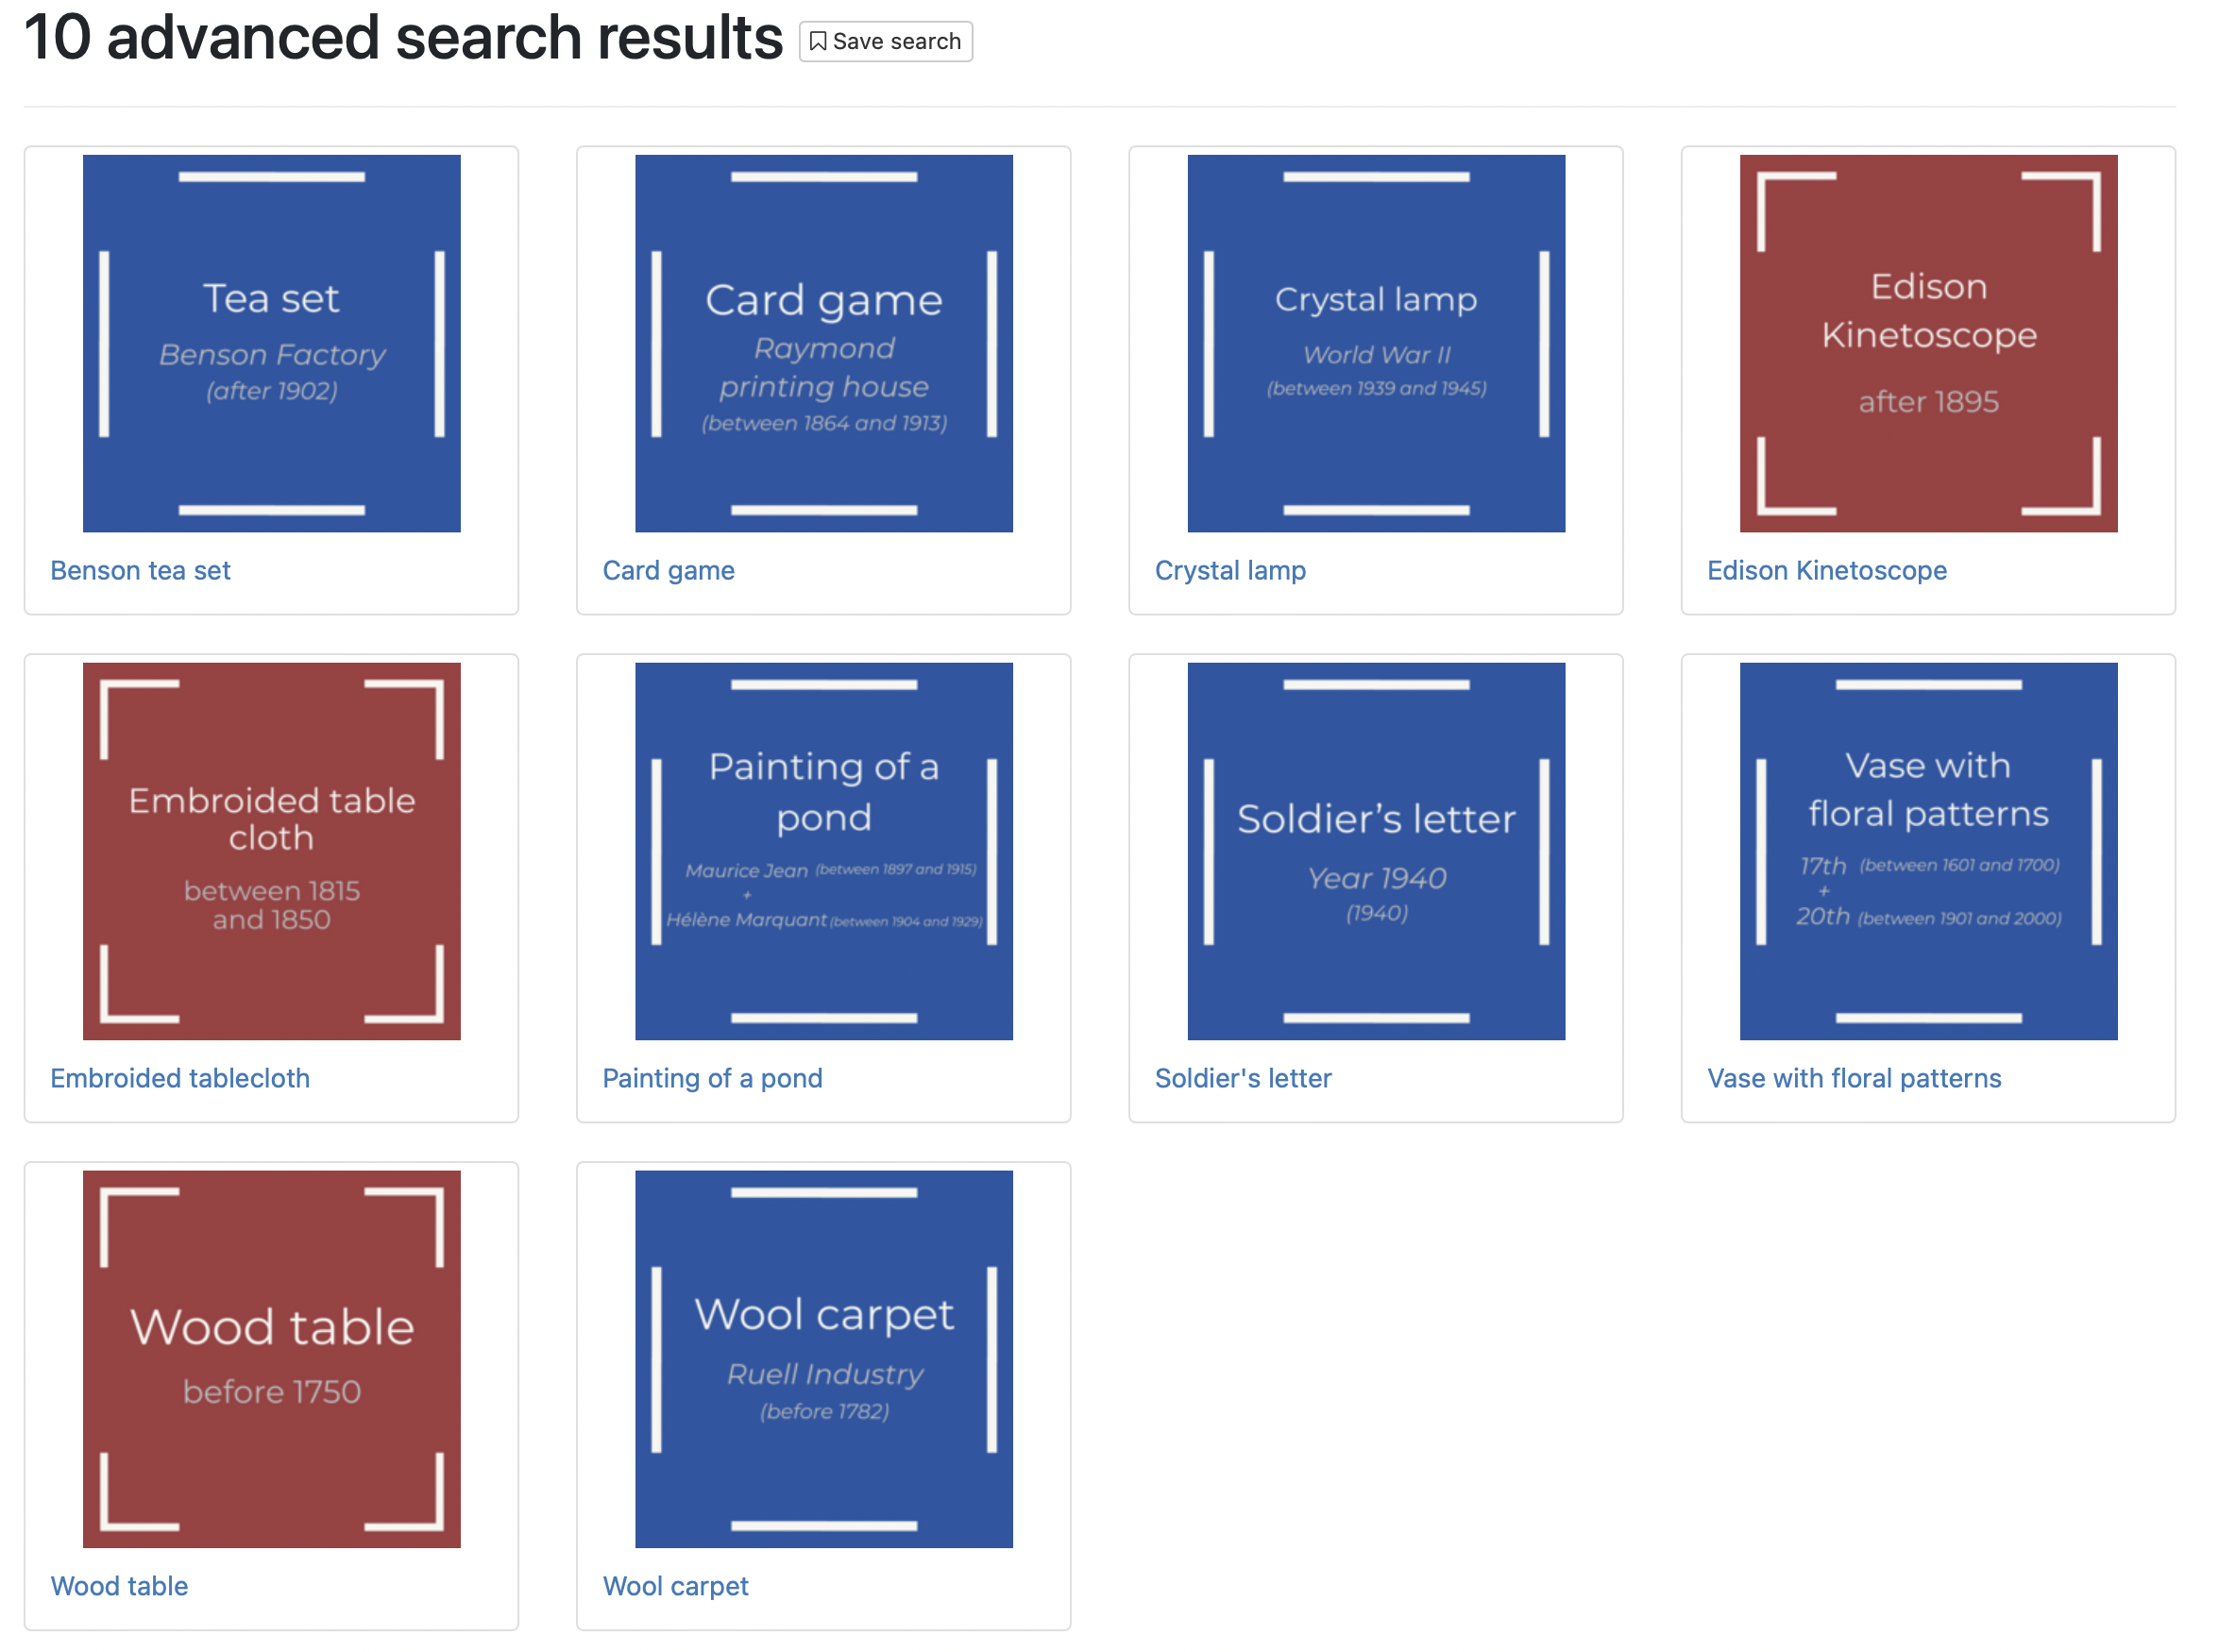 10 advanced search results
Save search
Tea set
Benson Factory
(after 1902)
Benson tea set
Card game
Raymond
printing house
(between 1864 and 1913)
Card game
Crystal lamp
World War II
(between 1939 and 1945)
Crystal lamp
Edison
Kinetoscope
after 1895
Edison Kinetoscope
Embroided table
cloth
between 1815
and 1850
Embroided tablecloth
Painting of a
pond
Maurice Jean (between 1897 and 1915)
+
Hélène Marquant (between 1904 and 1929)
Painting of a pond
Soldier’s letter
Year 1940
(1940)
Soldier's letter
Vase with
floral patterns
17th (between 1601 and 1700)
+
20th (between 1901 and 2000)
Vase with floral patterns
Wood table
before 1750
Wood table
Wool carpet
Ruell Industry
(before 1782)
Wool carpet